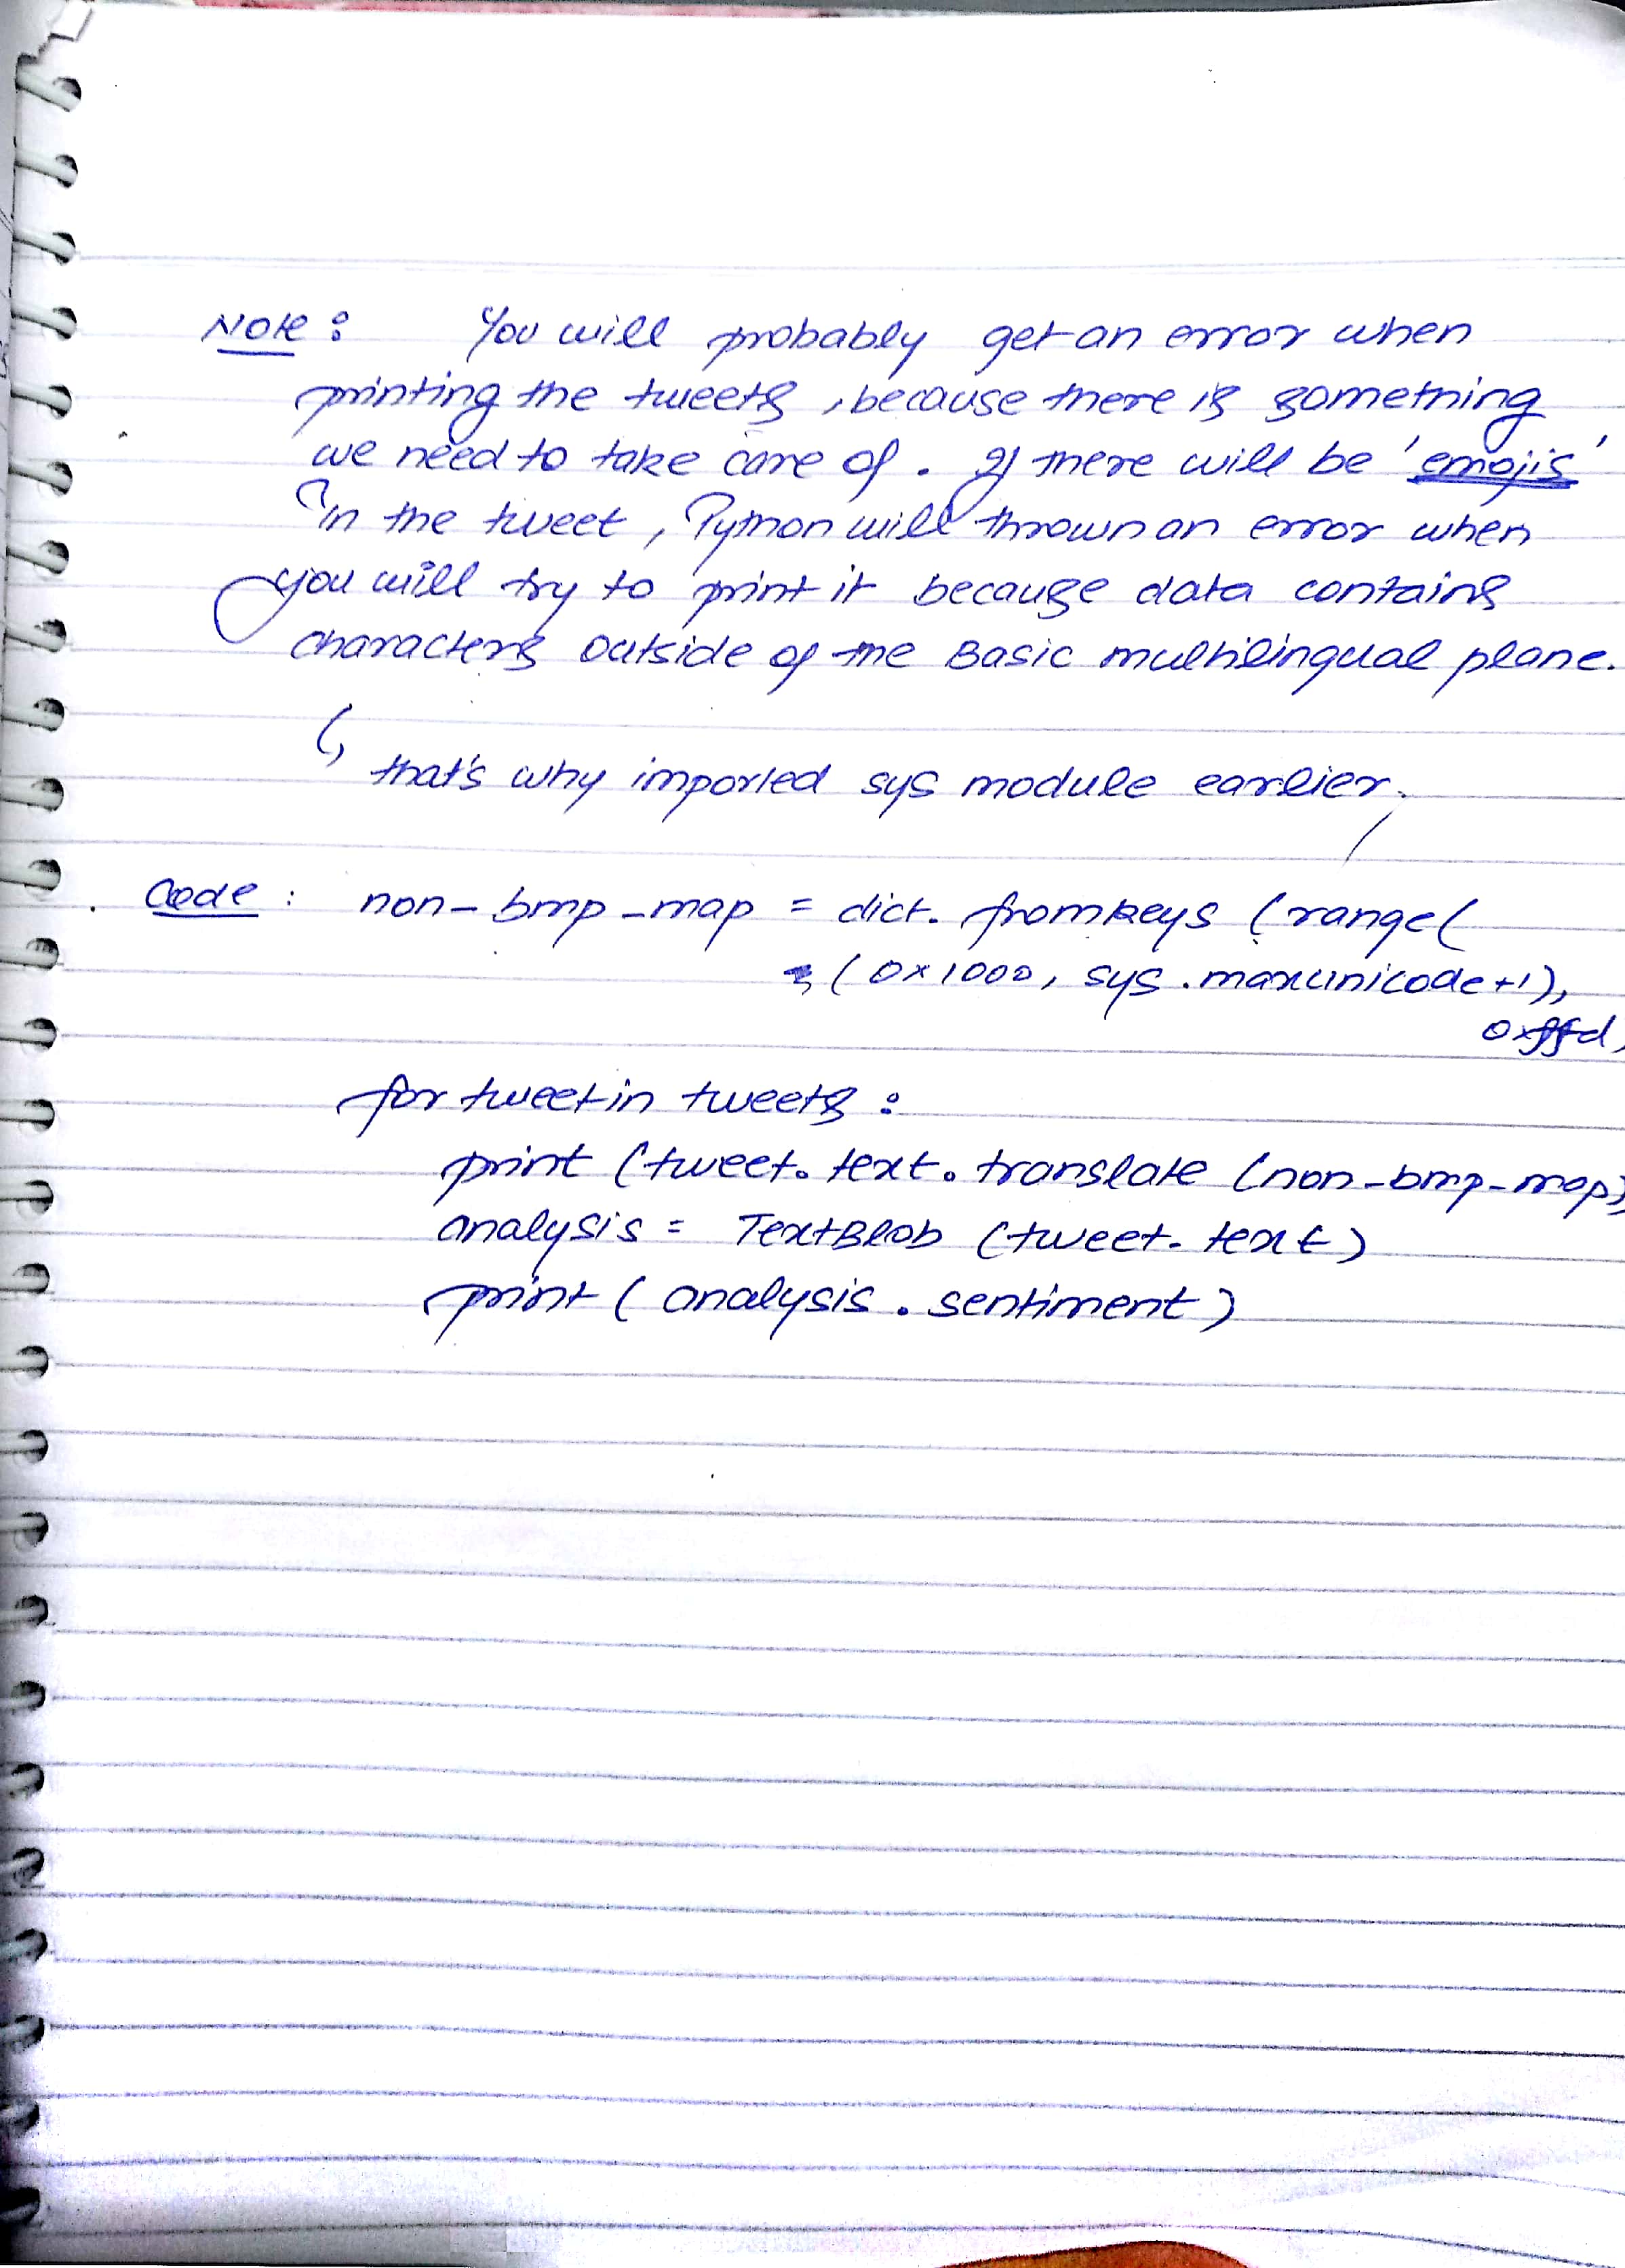 Note : You will probably get an error when
printing the tweets, because there is something
we need to take care of. If there will be 'emojis'
in the tweet, Python will thrown an error when
you will try to print it because data contains
characters outside of the Basic multilingual plane.
↳ that's why imported sys module earlier.
Code : non-bmp-map = dict. fromkeys (range(
(0x1000, sys.maxunicode+1),
0xfffd)
for tweet in tweets :
print (tweet. text. translate (non-bmp-map)
analysis = TextBlob (tweet. text)
print (analysis. sentiment)